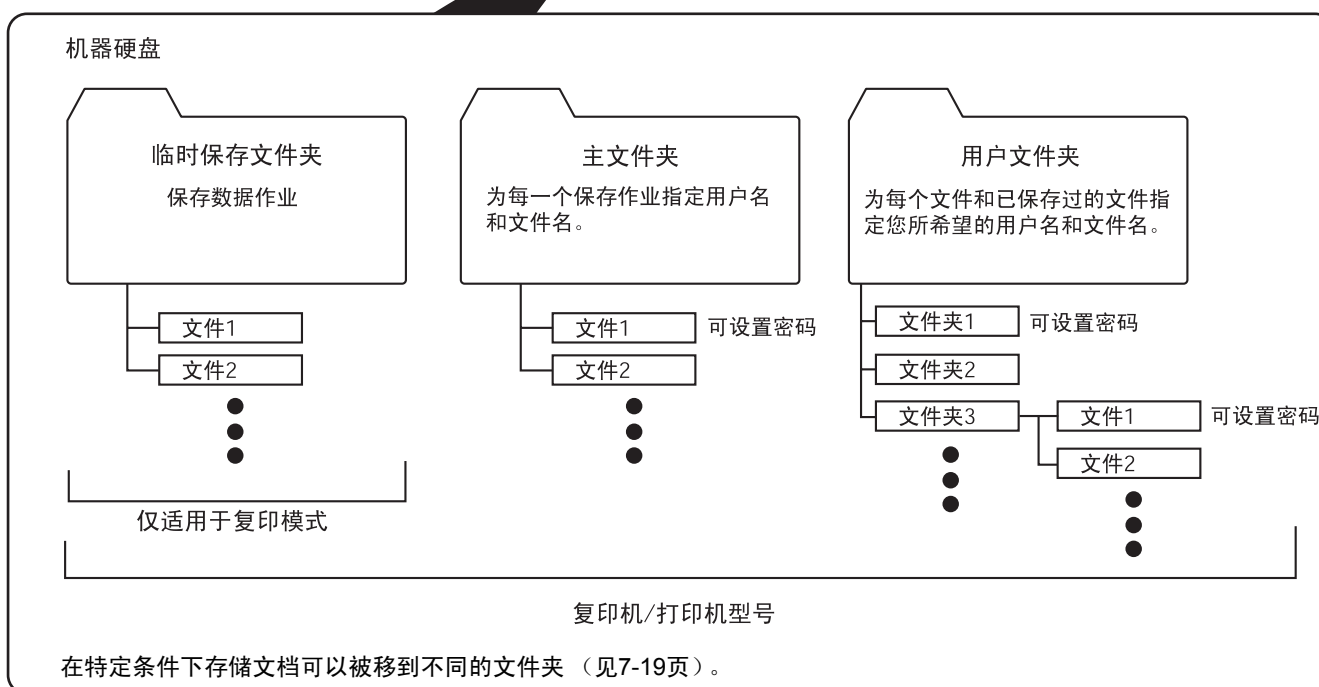 机器硬盘
临时保存文件夹
保存数据作业
文件1
文件2
仅适用于复印模式
主文件夹
为每一个保存作业指定用户名
和文件名。
文件1 可设置密码
文件2
用户文件夹
为每个文件和已保存过的文件指
定您所希望的用户名和文件名。
文件夹1 可设置密码
文件夹2
文件夹3
文件1 可设置密码
文件2
复印机/打印机型号
在特定条件下存储文档可以被移到不同的文件夹 （见7-19页）。